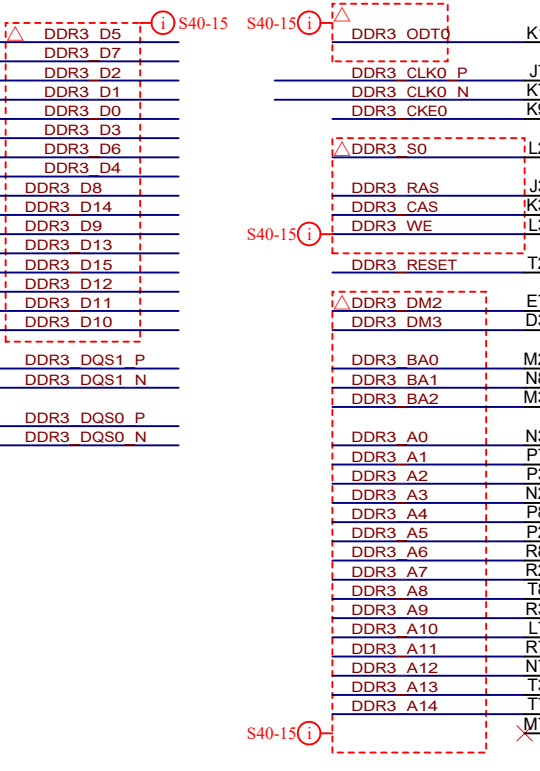 i S40-15
DDR3_D5
DDR3_D7
DDR3_D2
DDR3_D1
DDR3_D0
DDR3_D3
DDR3_D6
DDR3_D4
DDR3_D8
DDR3_D14
DDR3_D9
DDR3_D13
DDR3_D15
DDR3_D12
DDR3_D11
DDR3_D10
DDR3_DQS1_P
DDR3_DQS1_N
DDR3_DQS0_P
DDR3_DQS0_N
S40-15 i
DDR3_ODT0
DDR3_CLK0_P
DDR3_CLK0_N
DDR3_CKE0
DDR3_S0
DDR3_RAS
DDR3_CAS
DDR3_WE
S40-15 i
DDR3_RESET
DDR3_DM2
DDR3_DM3
DDR3_BA0
DDR3_BA1
DDR3_BA2
DDR3_A0
DDR3_A1
DDR3_A2
DDR3_A3
DDR3_A4
DDR3_A5
DDR3_A6
DDR3_A7
DDR3_A8
DDR3_A9
DDR3_A10
DDR3_A11
DDR3_A12
DDR3_A13
DDR3_A14
S40-15 i